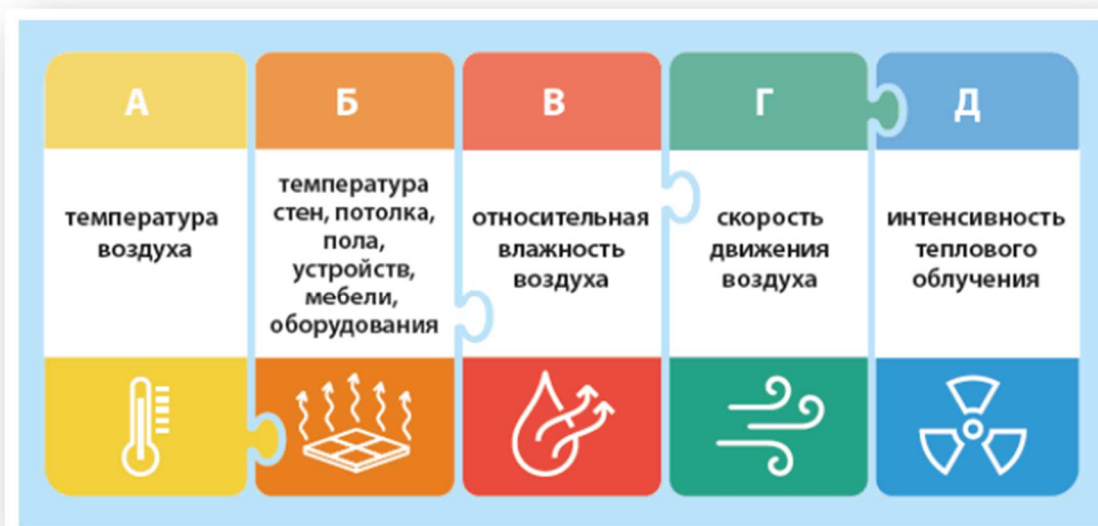 А
температура
воздуха
Б
температура
стен, потолка,
пола,
устройств,
мебели,
оборудования
В
относительная
влажность
воздуха
Г
скорость
движения
воздуха
Д
интенсивность
теплового
облучения